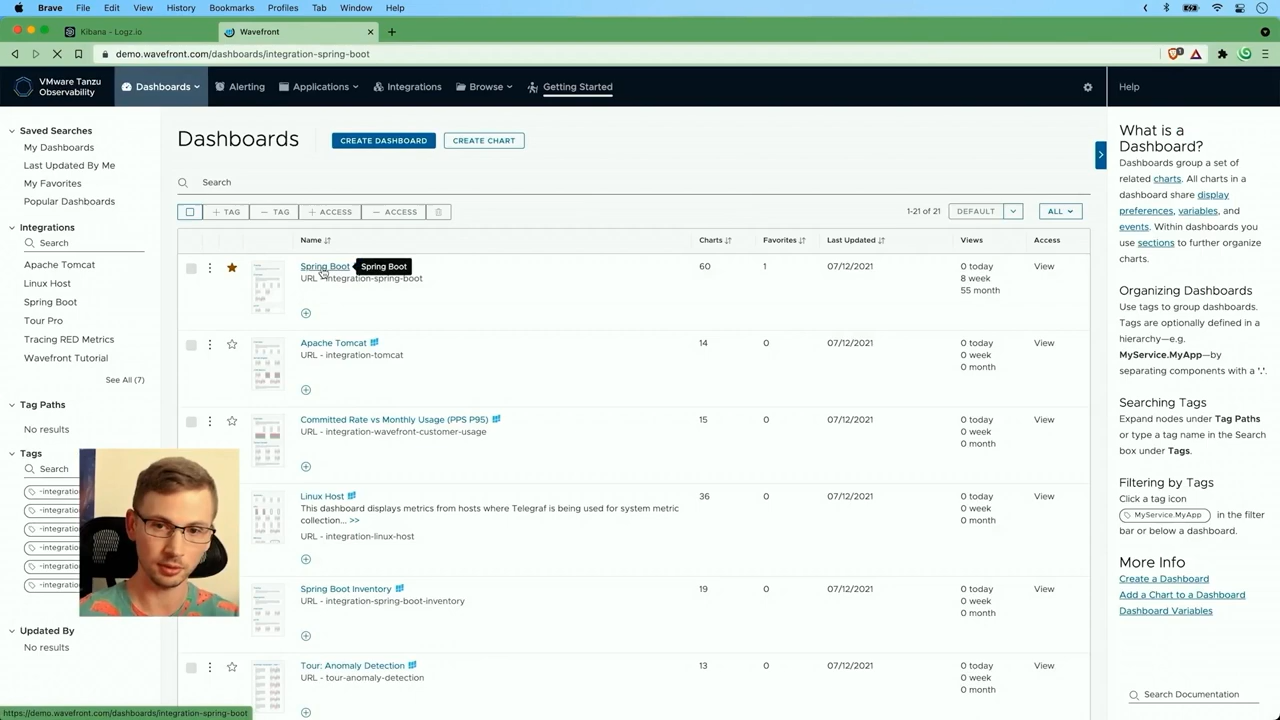 Brave File Edit View History Bookmarks Profiles Tab Window Help
Kibana - Logz.io
Wavefront
demo.wavefront.com/dashboards/integration-spring-boot
VMware Tanzu
Observability
Dashboards
Alerting
Applications
Integrations
Browse
Getting Started
Help
Saved Searches
My Dashboards
Last Updated By Me
My Favorites
Popular Dashboards
Integrations
Search
Apache Tomcat
Linux Host
Spring Boot
Tour Pro
Tracing RED Metrics
Wavefront Tutorial
See All (7)
Tag Paths
No results
Tags
Search
~integratio
~integratio
~integratio
~integratio
~integratio
~integratio
Updated By
No results
Dashboards
CREATE DASHBOARD
CREATE CHART
Search
+ TAG
— TAG
+ ACCESS
— ACCESS
1-21 of 21
DEFAULT
ALL
Name Charts Favorites Last Updated Views Access
Spring Boot Spring Boot 60 1 07/12/2021 0 today View
URL - integration-spring-boot 8 week
55 month
Apache Tomcat 14 0 07/12/2021 0 today View
URL - integration-tomcat 0 week
0 month
Committed Rate vs Monthly Usage (PPS P95) 15 0 07/12/2021 0 today View
URL - integration-wavefront-customer-usage 0 week
0 month
Linux Host 36 0 07/12/2021 0 today View
This dashboard displays metrics from hosts where Telegraf is being used for system metric 0 week
collection... >> 0 month
URL - integration-linux-host
Spring Boot Inventory 19 0 07/12/2021 0 today View
URL - integration-spring-boot-inventory 0 week
0 month
Tour: Anomaly Detection 13 0 07/12/2021 0 today View
URL - tour-anomaly-detection 0 week
0 month
What is a
Dashboard?
Dashboards group a set of
related charts. All charts in a
dashboard share display
preferences, variables, and
events. Within dashboards you
use sections to further organize
charts.
Organizing Dashboards
Use tags to group dashboards.
Tags are optionally defined in a
hierarchy—e.g.
MyService.MyApp—by
separating components with a '.'.
Searching Tags
Expand nodes under Tag Paths
or type a tag name in the Search
box under Tags.
Filtering by Tags
Click a tag icon
MyService.MyApp in the filter
bar or below a dashboard.
More Info
Create a Dashboard
Add a Chart to a Dashboard
Dashboard Variables
Search Documentation
https://demo.wavefront.com/dashboards/integration-spring-boot